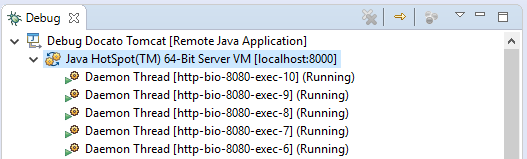 Debug
Debug Docato Tomcat [Remote Java Application]
Java HotSpot(TM) 64-Bit Server VM [localhost:8000]
Daemon Thread [http-bio-8080-exec-10] (Running)
Daemon Thread [http-bio-8080-exec-9] (Running)
Daemon Thread [http-bio-8080-exec-8] (Running)
Daemon Thread [http-bio-8080-exec-7] (Running)
Daemon Thread [http-bio-8080-exec-6] (Running)